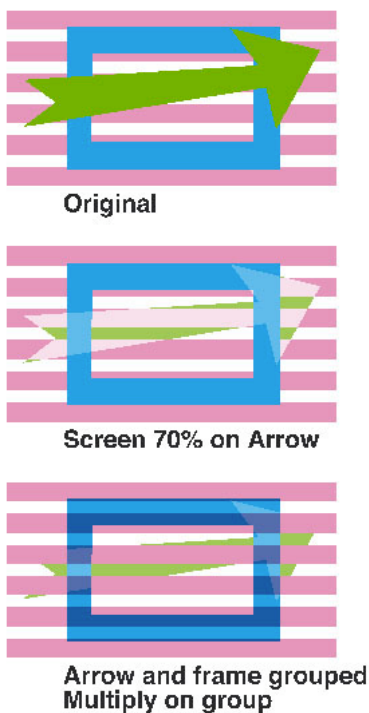 Original
Screen 70% on Arrow
Arrow and frame grouped
Multiply on group